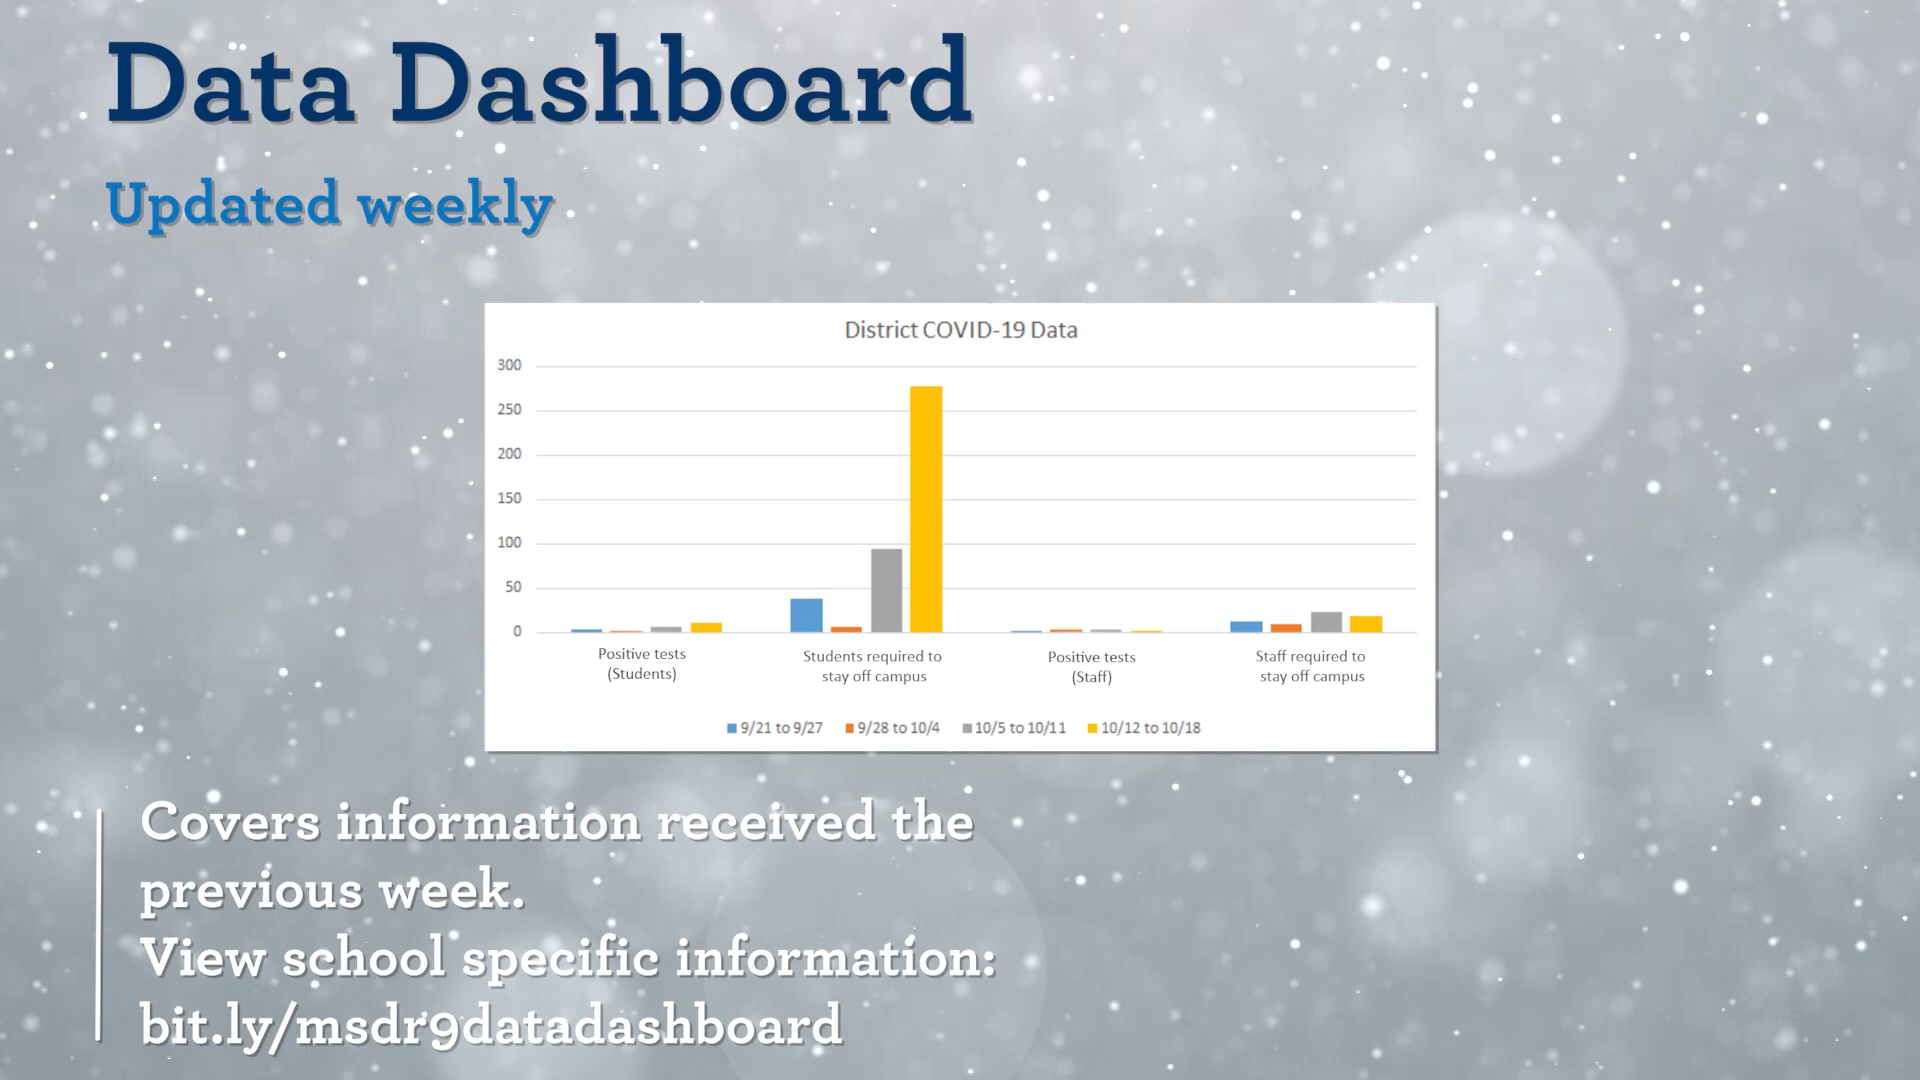 Data Dashboard
Updated weekly
District COVID-19 Data
300
250
200
150
100
50
0
Positive tests
(Students)
Students required to
stay off campus
Positive tests
(Staff)
Staff required to
stay off campus
9/21 to 9/27 9/28 to 10/4 10/5 to 10/11 10/12 to 10/18
Covers information received the
previous week.
View school specific information:
bit.ly/msdr9datadashboard